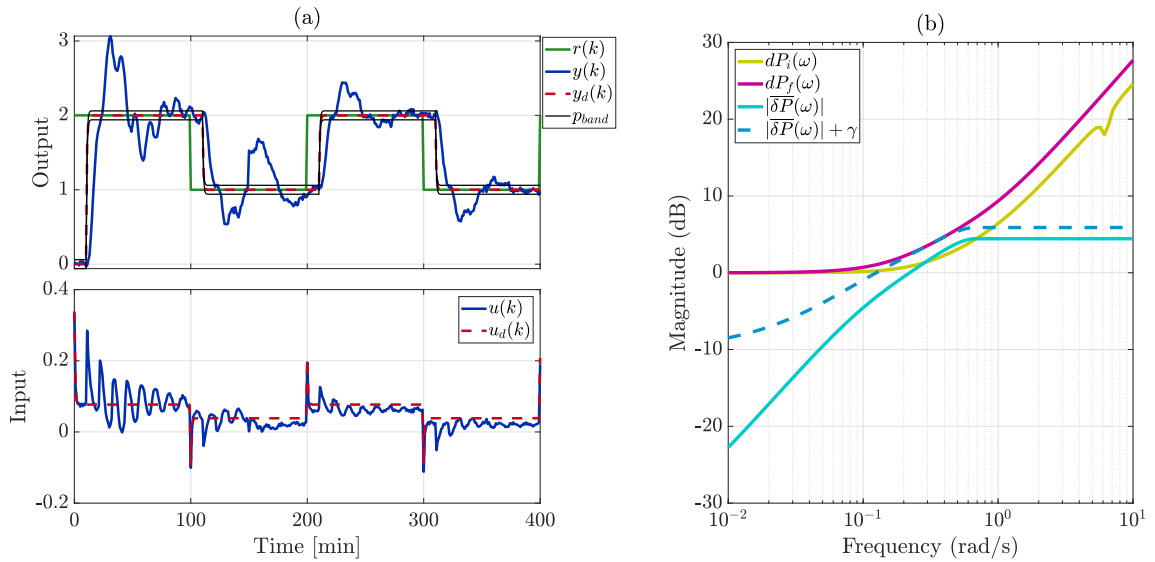 (a)
3
2
1
0
Output
r(k)
y(k)
y_d(k)
p_band
0.4
0.2
0
-0.2
Input
u(k)
u_d(k)
0
100
200
300
400
Time [min]
(b)
30
20
10
0
-10
-20
-30
Magnitude (dB)
dP_i(ω)
dP_f(ω)
|δ̅P̅(ω)|
|δ̅P̅(ω)| + γ
10^-2
10^-1
10^0
10^1
Frequency (rad/s)